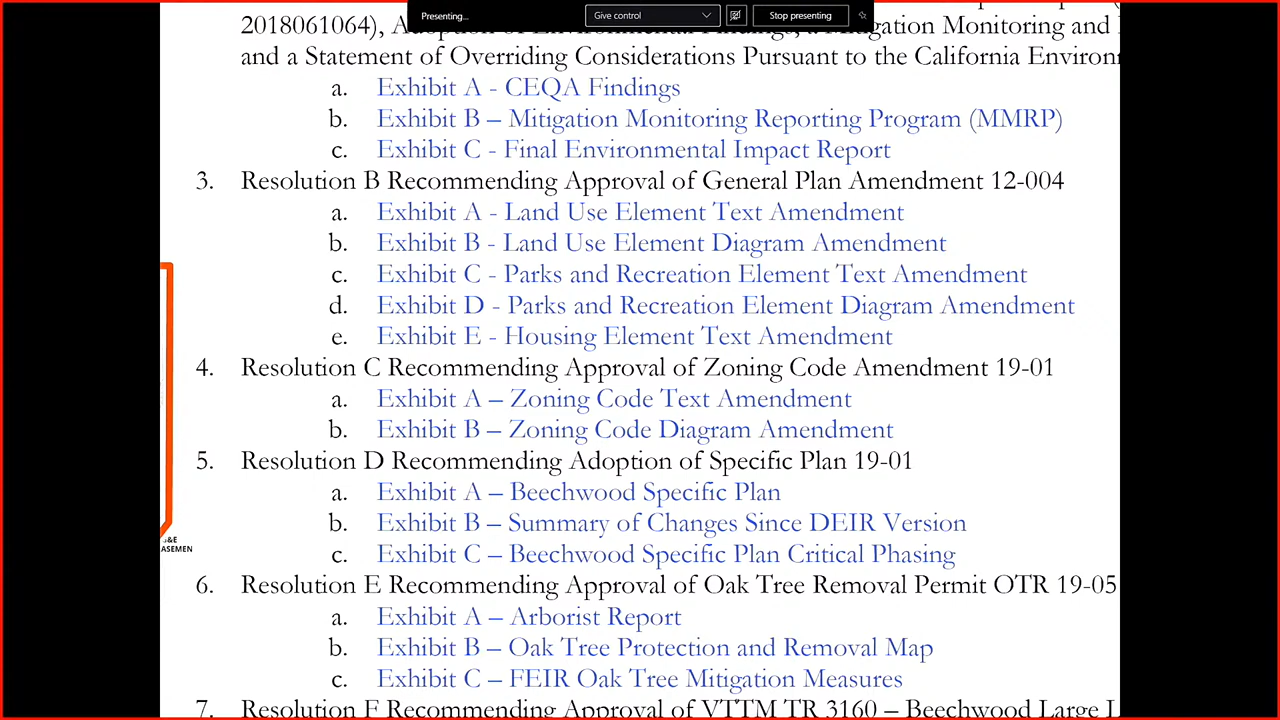 Presenting...
Give control
Stop presenting
2018061064), A
gation Monitoring and
and a Statement of Overriding Considerations Pursuant to the California Environ
a. Exhibit A - CEQA Findings
b. Exhibit B – Mitigation Monitoring Reporting Program (MMRP)
c. Exhibit C - Final Environmental Impact Report
3. Resolution B Recommending Approval of General Plan Amendment 12-004
a. Exhibit A - Land Use Element Text Amendment
b. Exhibit B - Land Use Element Diagram Amendment
c. Exhibit C - Parks and Recreation Element Text Amendment
d. Exhibit D - Parks and Recreation Element Diagram Amendment
e. Exhibit E - Housing Element Text Amendment
4. Resolution C Recommending Approval of Zoning Code Amendment 19-01
a. Exhibit A – Zoning Code Text Amendment
b. Exhibit B – Zoning Code Diagram Amendment
5. Resolution D Recommending Adoption of Specific Plan 19-01
a. Exhibit A – Beechwood Specific Plan
b. Exhibit B – Summary of Changes Since DEIR Version
c. Exhibit C – Beechwood Specific Plan Critical Phasing
6. Resolution E Recommending Approval of Oak Tree Removal Permit OTR 19-05
a. Exhibit A – Arborist Report
b. Exhibit B – Oak Tree Protection and Removal Map
c. Exhibit C – FEIR Oak Tree Mitigation Measures
7. Resolution F Recommending Approval of VTTM TR 3160 – Beechwood Large L
G&E
ASEMEN